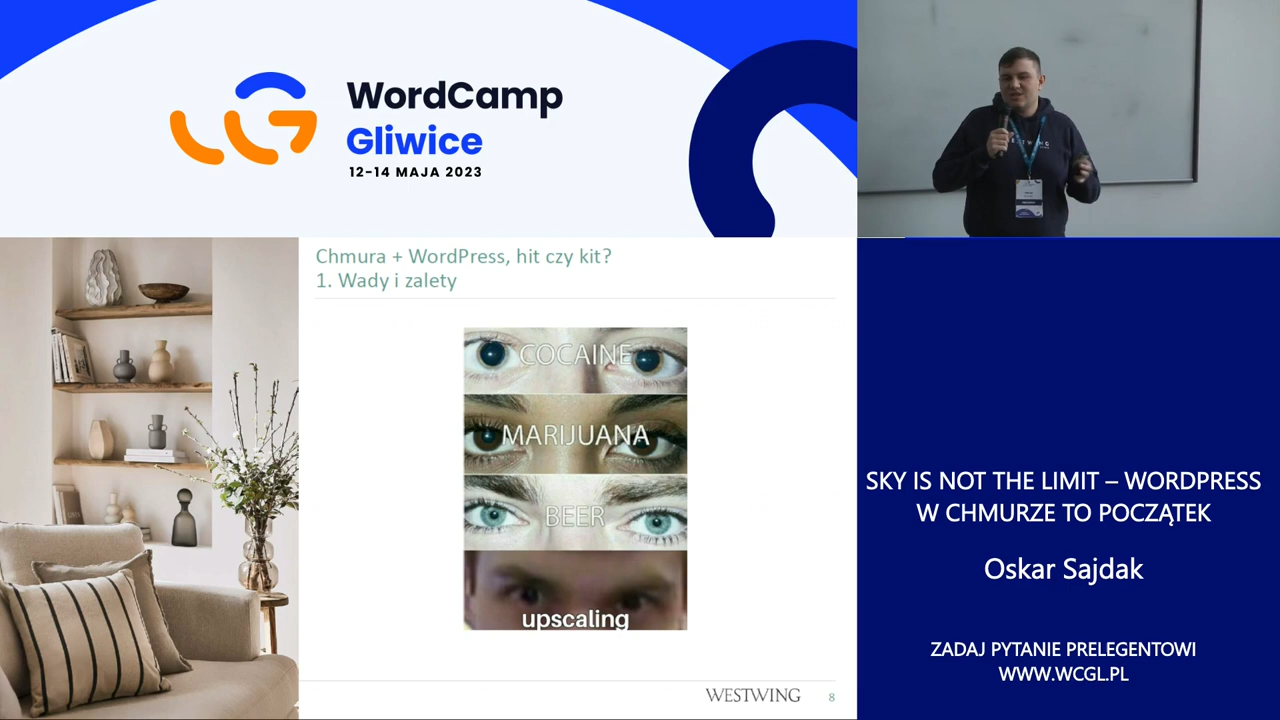 WordCamp
Gliwice
12-14 MAJA 2023
Chmura + WordPress, hit czy kit?
1. Wady i zalety
COCAINE
MARIJUANA
BEER
upscaling
WESTWING
8
SKY IS NOT THE LIMIT – WORDPRESS
W CHMURZE TO POCZĄTEK
Oskar Sajdak
ZADAJ PYTANIE PRELEGENTOWI
WWW.WCGL.PL